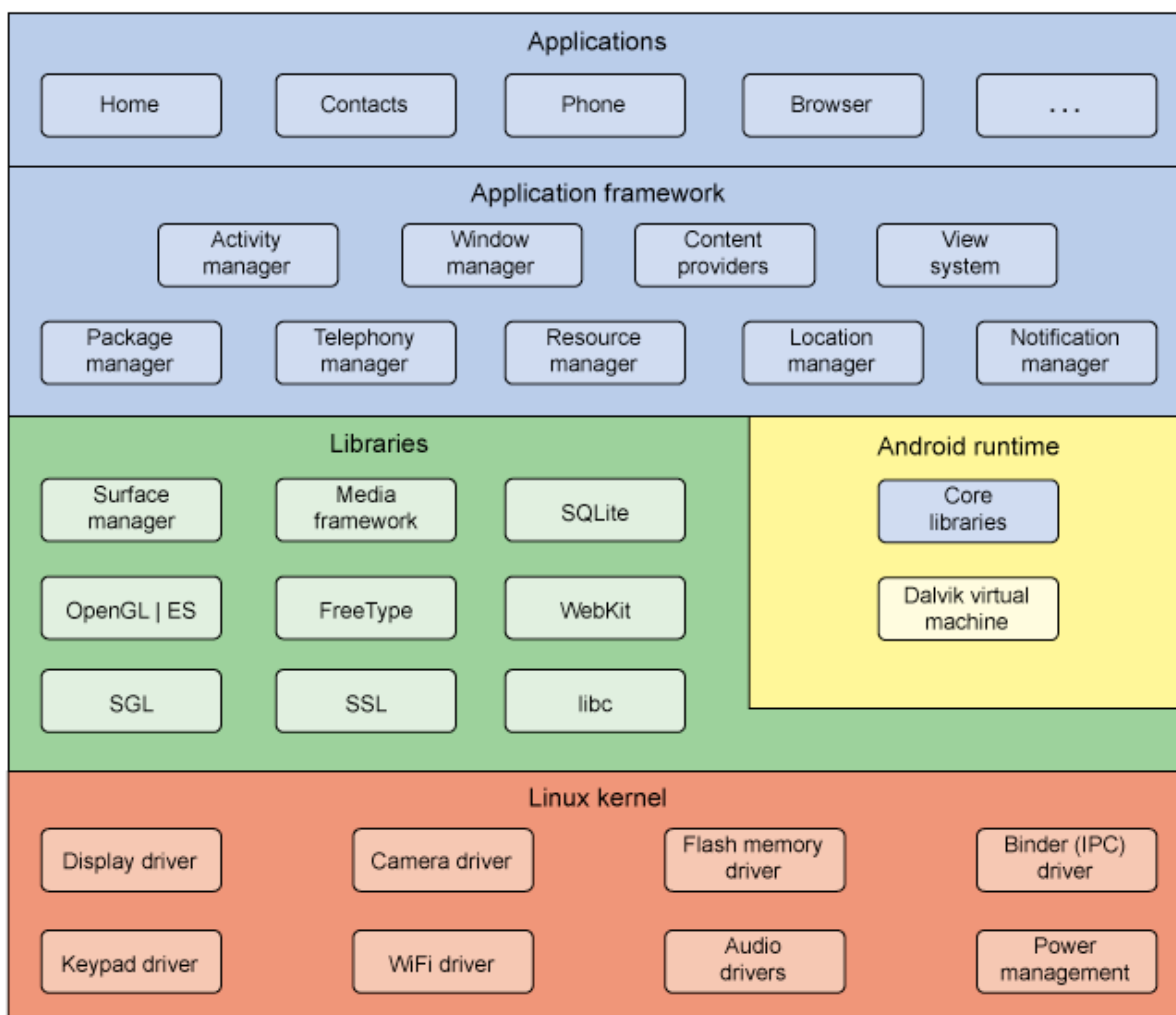 Applications
Home
Contacts
Phone
Browser
...
Application framework
Activity
manager
Window
manager
Content
providers
View
system
Package
manager
Telephony
manager
Resource
manager
Location
manager
Notification
manager
Libraries
Surface
manager
Media
framework
SQLite
OpenGL | ES
FreeType
WebKit
SGL
SSL
libc
Android runtime
Core
libraries
Dalvik virtual
machine
Linux kernel
Display driver
Camera driver
Flash memory
driver
Binder (IPC)
driver
Keypad driver
WiFi driver
Audio
drivers
Power
management